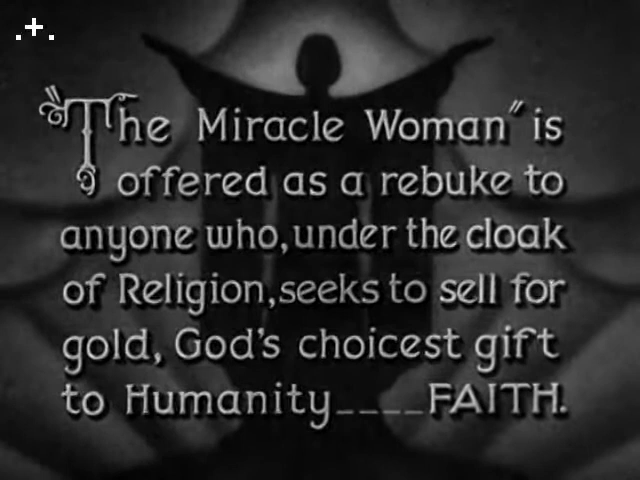 "The Miracle Woman" is
offered as a rebuke to
anyone who, under the cloak
of Religion, seeks to sell for
gold, God's choicest gift
to Humanity____FAITH.